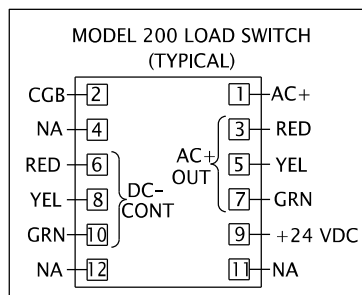 MODEL 200 LOAD SWITCH
(TYPICAL)
CGB 2 1 AC+
NA 4 3 RED
RED 6 AC+ OUT 5 YEL
YEL 8 DC- CONT 7 GRN
GRN 10 9 +24 VDC
NA 12 11 NA